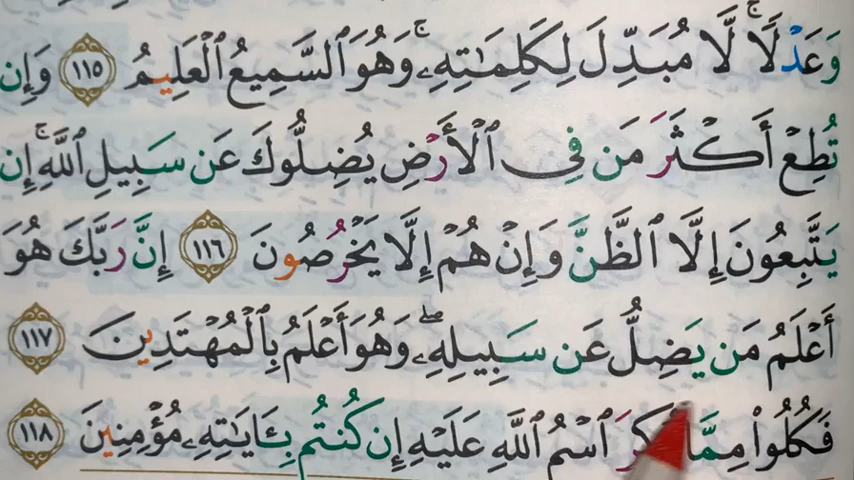 وَعَدۡلٗاۚ لَّا مُبَدِّلَ لِكَلِمَٰتِهِۦۚ وَهُوَ ٱلسَّمِيعُ ٱلۡعَلِيمُ ١١٥ وَإِن
تُطِعۡ أَكۡثَرَ مَن فِي ٱلۡأَرۡضِ يُضِلُّوكَ عَن سَبِيلِ ٱللَّهِۚ إِن
يَتَّبِعُونَ إِلَّا ٱلظَّنَّ وَإِنۡ هُمۡ إِلَّا يَخۡرُصُونَ ١١٦ إِنَّ رَبَّكَ هُوَ
أَعۡلَمُ مَن يَضِلُّ عَن سَبِيلِهِۦۖ وَهُوَ أَعۡلَمُ بِٱلۡمُهۡتَدِينَ ١١٧
فَكُلُواْ مِمَّا ٱسۡمُ ٱللَّهِ عَلَيۡهِ إِن كُنتُم بِـَٔايَٰتِهِۦ مُؤۡمِنِينَ ١١٨